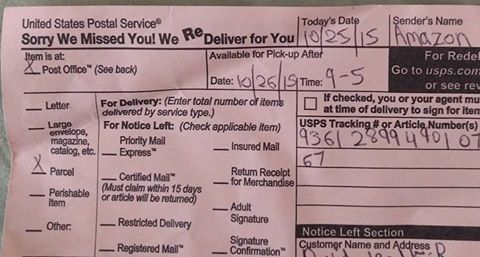 United States Postal Service®
Sorry We Missed You! We Re Deliver for You
Today's Date
10/25/15
Sender's Name
Amazon
Item is at:
X Post Office™ (See back)
Available for Pick-up After
Date: 10/26/15 Time: 9-5
For Rede
Go to usps.com
or see rev
Letter
Large envelope, magazine, catalog, etc.
X Parcel
Perishable Item
Other:
For Delivery: (Enter total number of items
delivered by service type.)
For Notice Left: (Check applicable item)
Priority Mail Express™
Certified Mail™
(Must claim within 15 days
or article will be returned)
Restricted Delivery
Registered Mail™
Insured Mail
Return Receipt
for Merchandise
Adult
Signature
Signature
Confirmation™
If checked, you or your agent mu
at time of delivery to sign for item
USPS Tracking # or Article Number(s)
9361 2899 4901 07
67
Notice Left Section
Customer Name and Address